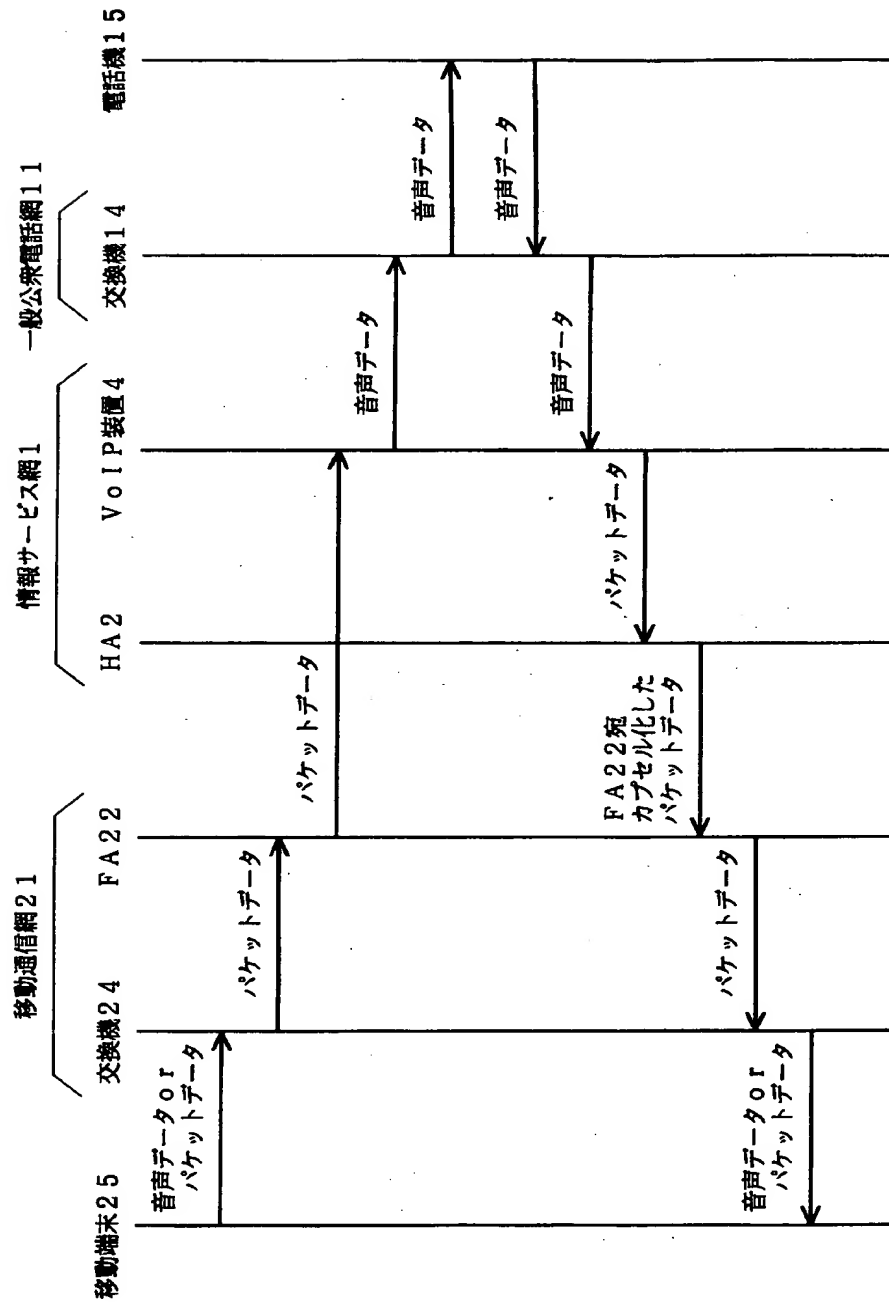 移動通信網21
情報サービス網1
一般公衆電話網11
移動端末25
交換機24
FA22
HA2
VoIP装置4
交換機14
電話機15
音声データor
パケットデータ
パケットデータ
パケットデータ
音声データ
音声データ
音声データ
音声データ
パケットデータ
FA22宛
カプセル化した
パケットデータ
パケットデータ
音声データor
パケットデータ